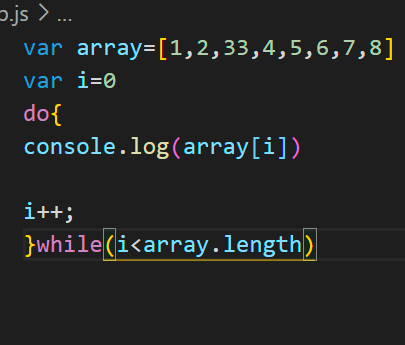 o.js > ...
var array=[1,2,33,4,5,6,7,8]
var i=0
do{
console.log(array[i])
i++;
}while(i<array.length)